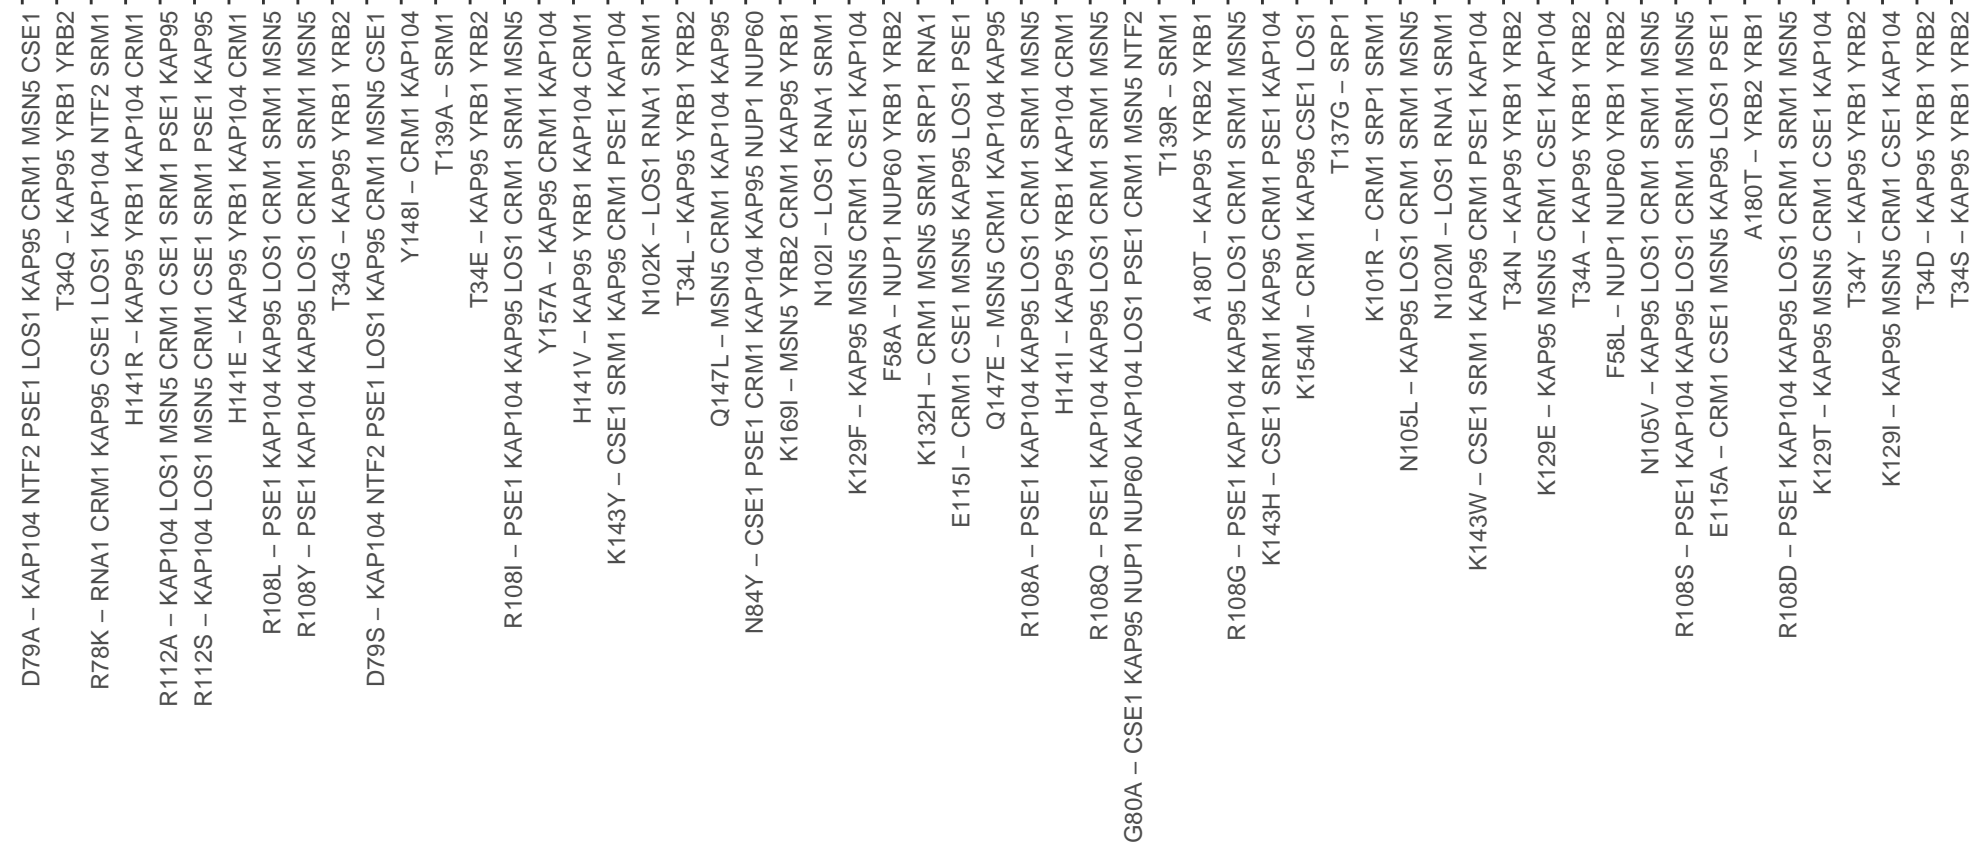 D79A – KAP104 NTF2 PSE1 LOS1 KAP95 CRM1 MSN5 CSE1
T34Q – KAP95 YRB1 YRB2
R78K – RNA1 CRM1 KAP95 CSE1 LOS1 KAP104 NTF2 SRM1
H141R – KAP95 YRB1 KAP104 CRM1
R112A – KAP104 LOS1 MSN5 CRM1 CSE1 SRM1 PSE1 KAP95
R112S – KAP104 LOS1 MSN5 CRM1 CSE1 SRM1 PSE1 KAP95
H141E – KAP95 YRB1 KAP104 CRM1
R108L – PSE1 KAP104 KAP95 LOS1 CRM1 SRM1 MSN5
R108Y – PSE1 KAP104 KAP95 LOS1 CRM1 SRM1 MSN5
T34G – KAP95 YRB1 YRB2
D79S – KAP104 NTF2 PSE1 LOS1 KAP95 CRM1 MSN5 CSE1
Y148I – CRM1 KAP104
T139A – SRM1
T34E – KAP95 YRB1 YRB2
R108I – PSE1 KAP104 KAP95 LOS1 CRM1 SRM1 MSN5
Y157A – KAP95 CRM1 KAP104
H141V – KAP95 YRB1 KAP104 CRM1
K143Y – CSE1 SRM1 KAP95 CRM1 PSE1 KAP104
N102K – LOS1 RNA1 SRM1
T34L – KAP95 YRB1 YRB2
Q147L – MSN5 CRM1 KAP104 KAP95
N84Y – CSE1 PSE1 CRM1 KAP104 KAP95 NUP1 NUP60
K169I – MSN5 YRB2 CRM1 KAP95 YRB1
N102I – LOS1 RNA1 SRM1
K129F – KAP95 MSN5 CRM1 CSE1 KAP104
F58A – NUP1 NUP60 YRB1 YRB2
K132H – CRM1 MSN5 SRM1 SRP1 RNA1
E115I – CRM1 CSE1 MSN5 KAP95 LOS1 PSE1
Q147E – MSN5 CRM1 KAP104 KAP95
R108A – PSE1 KAP104 KAP95 LOS1 CRM1 SRM1 MSN5
H141I – KAP95 YRB1 KAP104 CRM1
R108Q – PSE1 KAP104 KAP95 LOS1 CRM1 SRM1 MSN5
G80A – CSE1 KAP95 NUP1 NUP60 KAP104 LOS1 PSE1 CRM1 MSN5 NTF2
T139R – SRM1
A180T – KAP95 YRB2 YRB1
R108G – PSE1 KAP104 KAP95 LOS1 CRM1 SRM1 MSN5
K143H – CSE1 SRM1 KAP95 CRM1 PSE1 KAP104
K154M – CRM1 KAP95 CSE1 LOS1
T137G – SRP1
K101R – CRM1 SRP1 SRM1
N105L – KAP95 LOS1 CRM1 SRM1 MSN5
N102M – LOS1 RNA1 SRM1
K143W – CSE1 SRM1 KAP95 CRM1 PSE1 KAP104
T34N – KAP95 YRB1 YRB2
K129E – KAP95 MSN5 CRM1 CSE1 KAP104
T34A – KAP95 YRB1 YRB2
F58L – NUP1 NUP60 YRB1 YRB2
N105V – KAP95 LOS1 CRM1 SRM1 MSN5
R108S – PSE1 KAP104 KAP95 LOS1 CRM1 SRM1 MSN5
E115A – CRM1 CSE1 MSN5 KAP95 LOS1 PSE1
A180T – YRB2 YRB1
R108D – PSE1 KAP104 KAP95 LOS1 CRM1 SRM1 MSN5
K129T – KAP95 MSN5 CRM1 CSE1 KAP104
T34Y – KAP95 YRB1 YRB2
K129I – KAP95 MSN5 CRM1 CSE1 KAP104
T34D – KAP95 YRB1 YRB2
T34S – KAP95 YRB1 YRB2